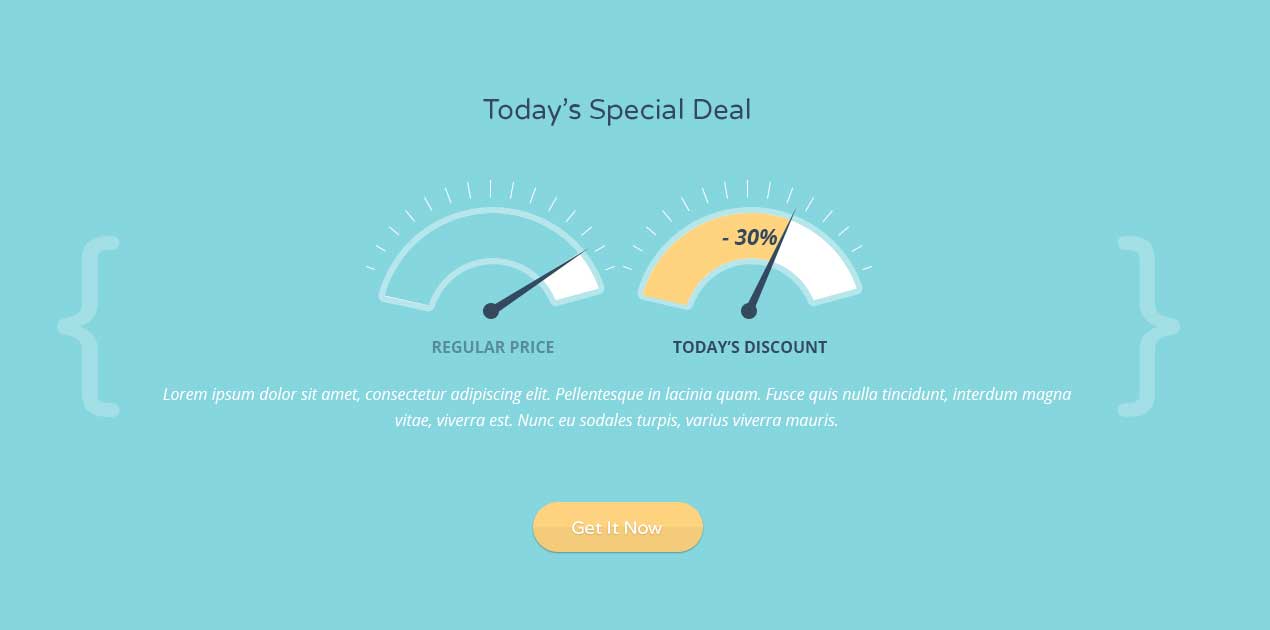 Today’s Special Deal
- 30%
REGULAR PRICE
TODAY’S DISCOUNT
Lorem ipsum dolor sit amet, consectetur adipiscing elit. Pellentesque in lacinia quam. Fusce quis nulla tincidunt, interdum magna
vitae, viverra est. Nunc eu sodales turpis, varius viverra mauris.
Get It Now